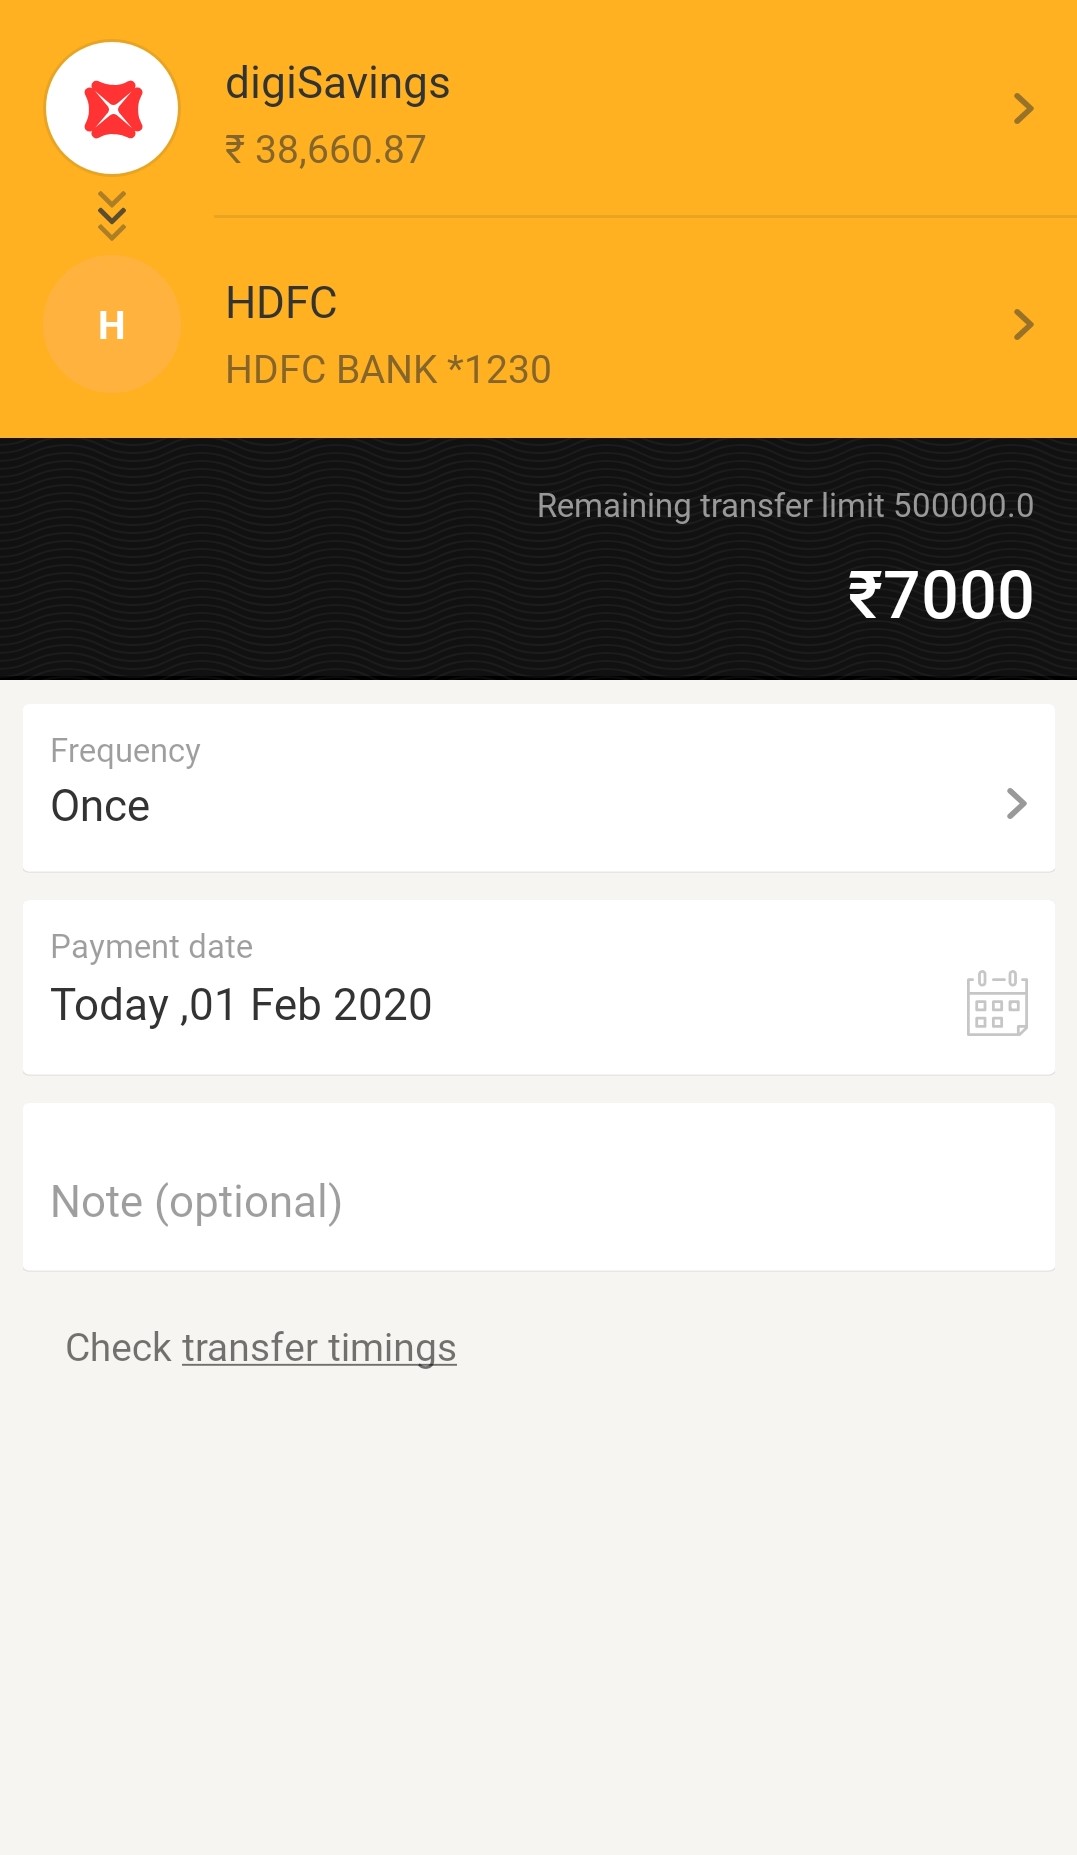 digiSavings
₹ 38,660.87
H
HDFC
HDFC BANK *1230
Remaining transfer limit 500000.0
₹7000
Frequency
Once
Payment date
Today ,01 Feb 2020
Note (optional)
Check transfer timings